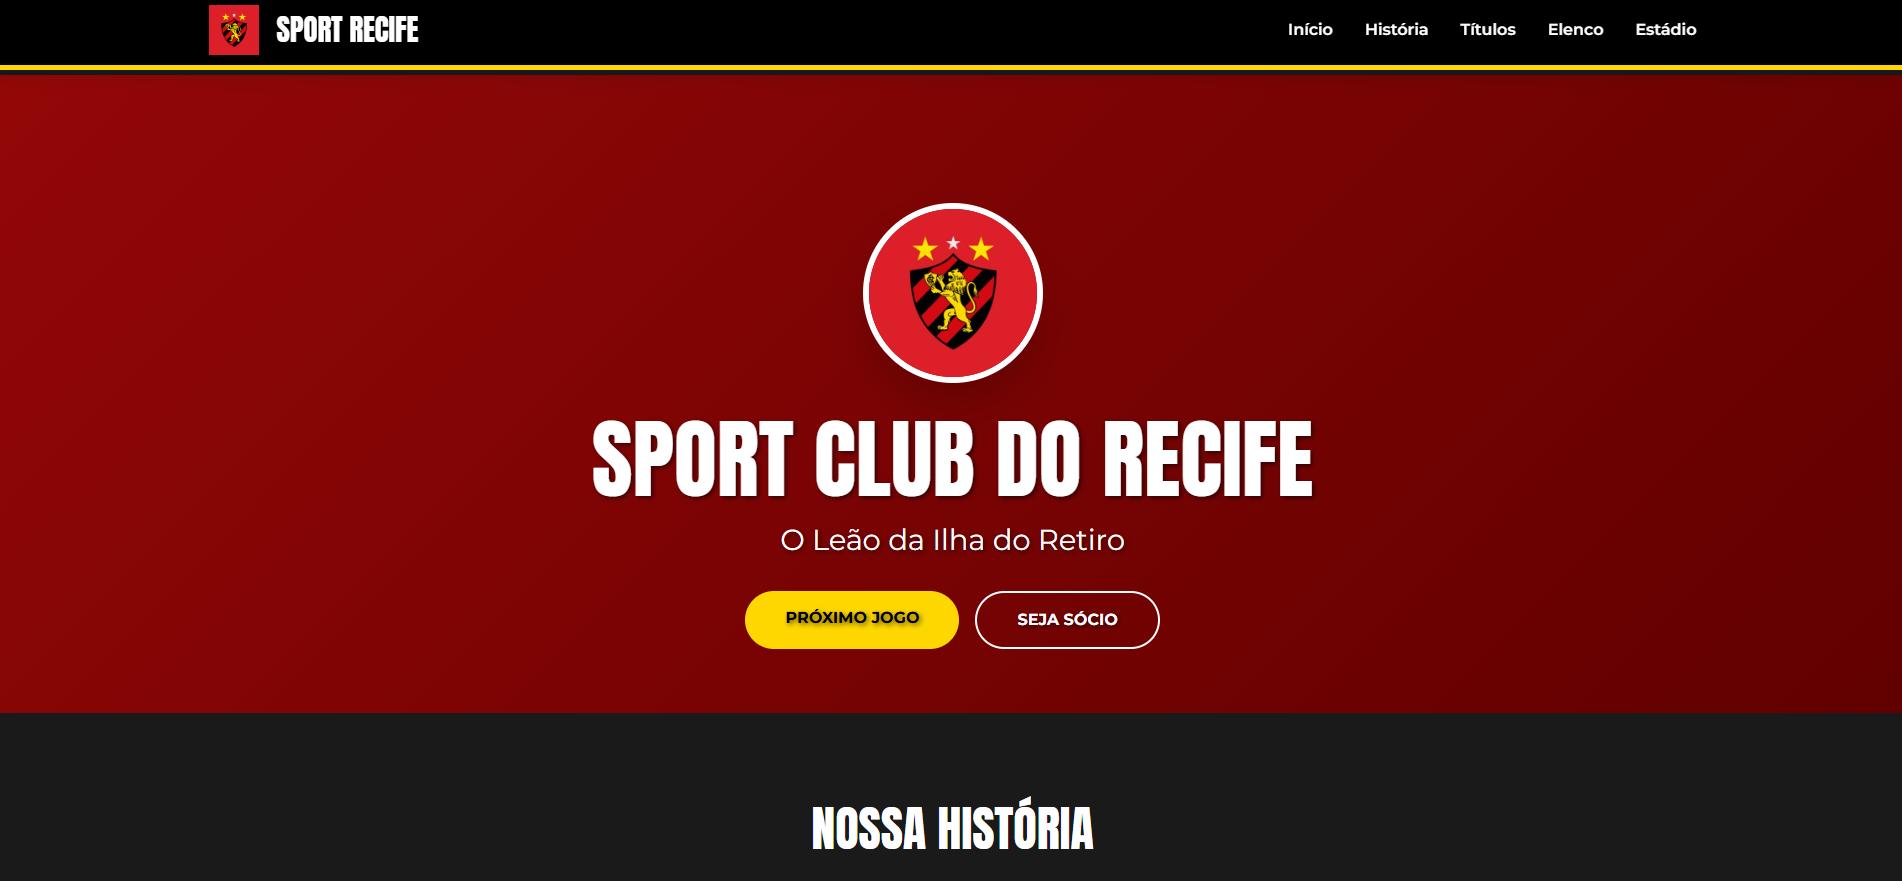 SPORT RECIFE
Início História Títulos Elenco Estádio
SPORT CLUB DO RECIFE
O Leão da Ilha do Retiro
PRÓXIMO JOGO SEJA SÓCIO
NOSSA HISTÓRIA